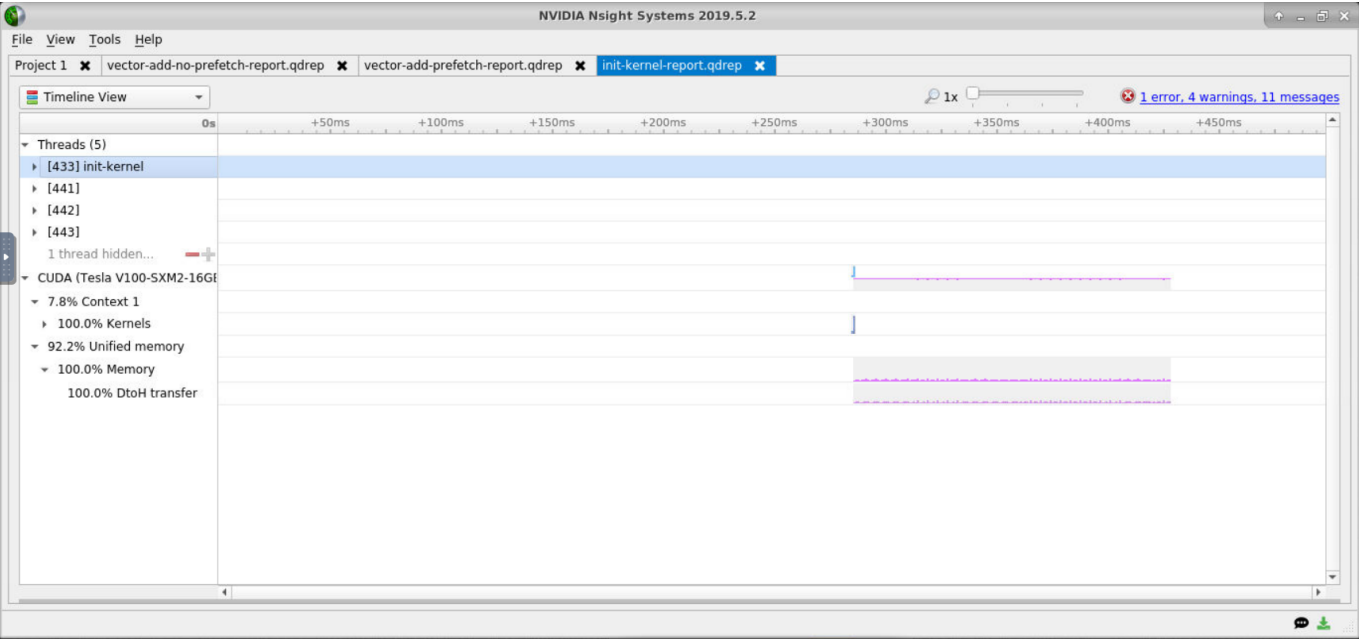 NVIDIA Nsight Systems 2019.5.2
File View Tools Help
Project 1 vector-add-no-prefetch-report.qdrep vector-add-prefetch-report.qdrep init-kernel-report.qdrep
Timeline View 1x 1 error, 4 warnings, 11 messages
0s +50ms +100ms +150ms +200ms +250ms +300ms +350ms +400ms +450ms
Threads (5)
[433] init-kernel
[441]
[442]
[443]
1 thread hidden...
CUDA (Tesla V100-SXM2-16GB
7.8% Context 1
100.0% Kernels
92.2% Unified memory
100.0% Memory
100.0% DtoH transfer